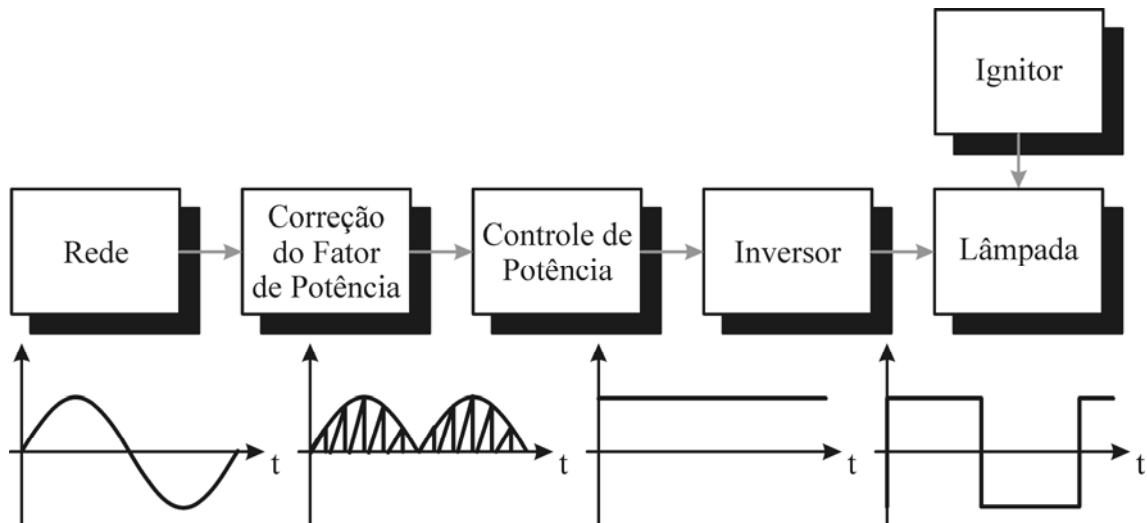 Ignitor
Rede
Correção
do Fator
de Potência
Controle de
Potência
Inversor
Lâmpada
t
t
t
t